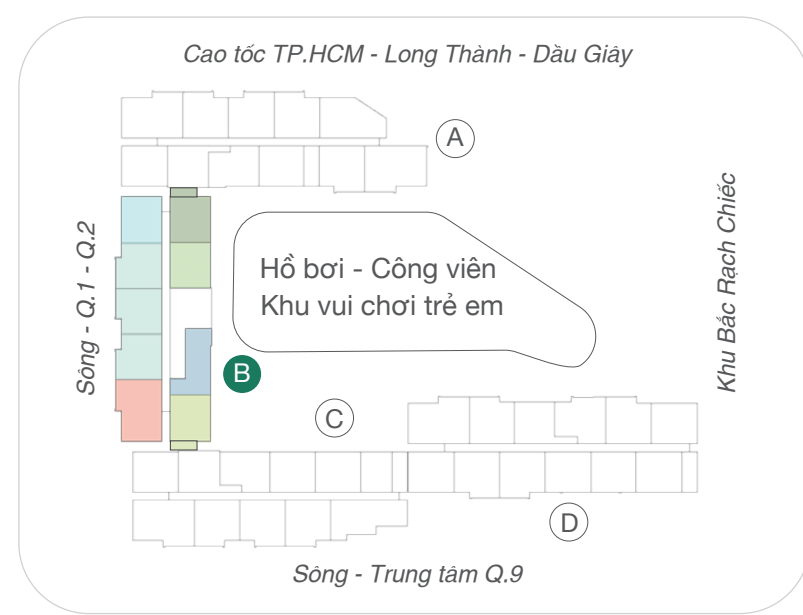 Cao tốc TP.HCM - Long Thành - Dầu Giây
A
Sông - Q.1 - Q.2
Hồ bơi - Công viên
Khu vui chơi trẻ em
Khu Bắc Rạch Chiếc
B
C
D
Sông - Trung tâm Q.9